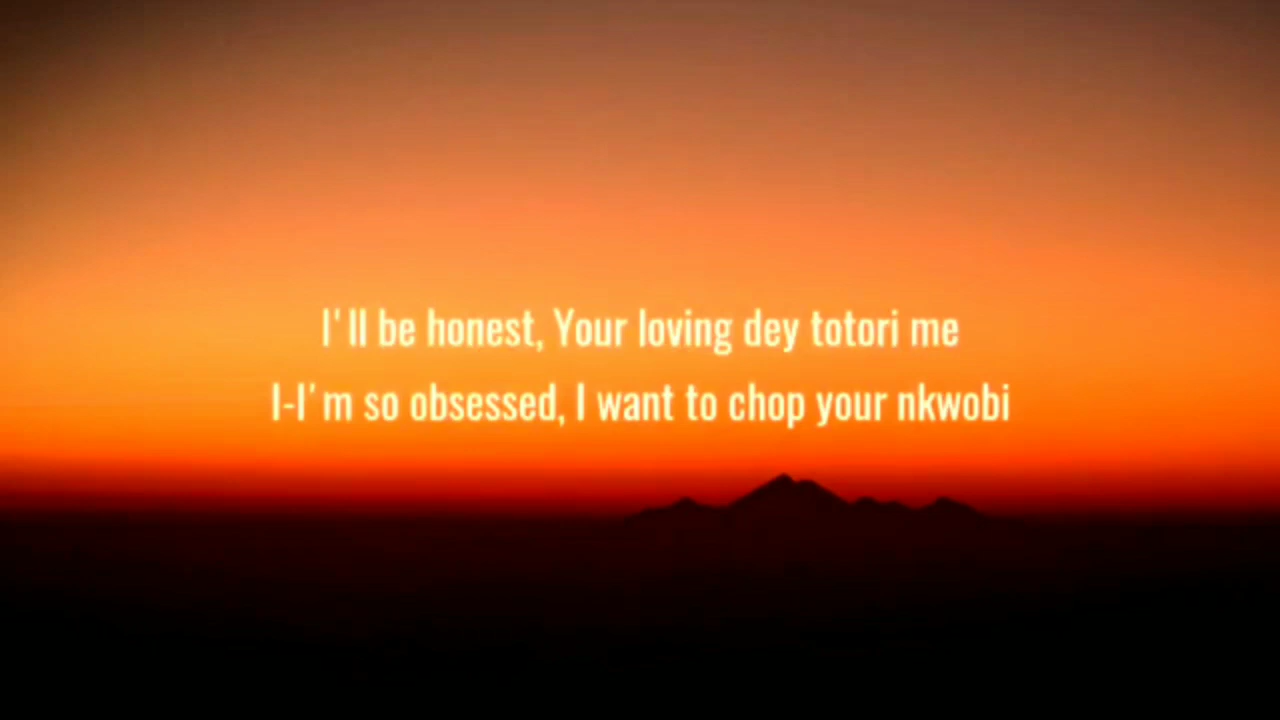 I'll be honest, Your loving dey totori me
I-I'm so obsessed, I want to chop your nkwobi